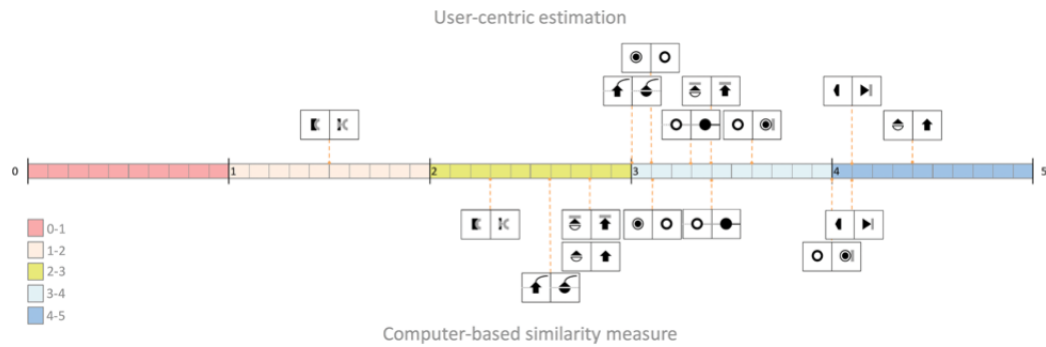 User-centric estimation
0 1 2 3 4 5
0-1
1-2
2-3
3-4
4-5
Computer-based similarity measure